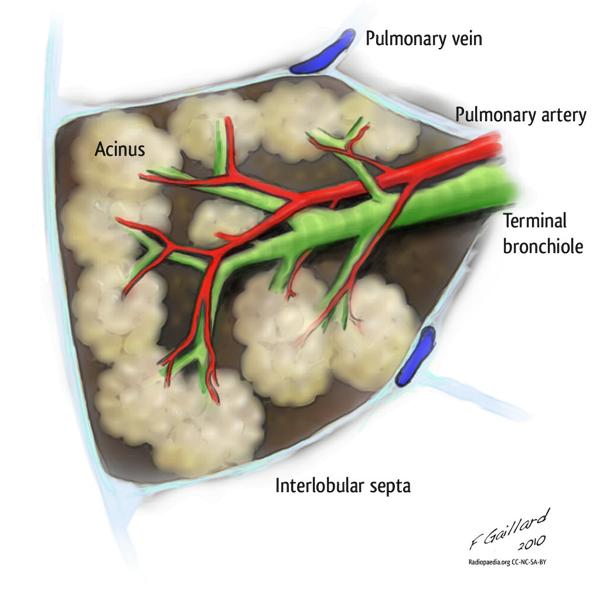 Pulmonary vein
Pulmonary artery
Acinus
Terminal
bronchiole
Interlobular septa
F Gaillard
2010
Radiopaedia.org CC-NC-SA-BY